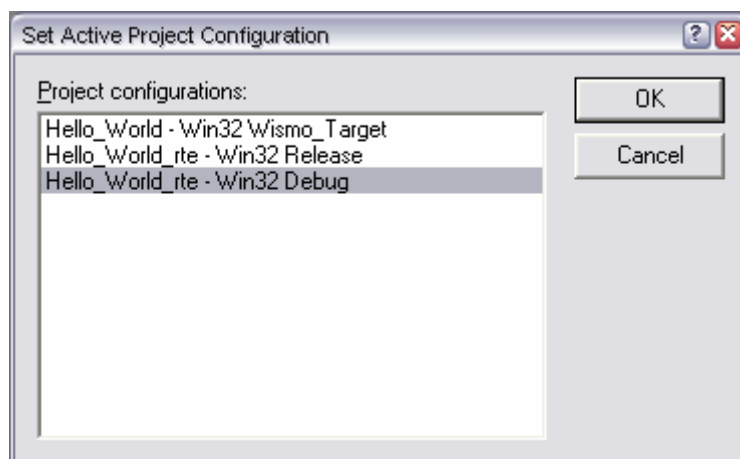 Set Active Project Configuration
?
Project configurations:
OK
Hello_World - Win32 Wismo_Target
Hello_World_rte - Win32 Release
Cancel
Hello_World_rte - Win32 Debug